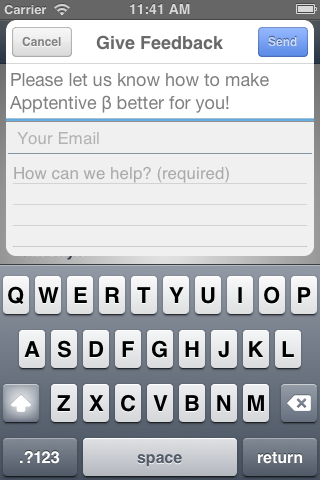 Carrier 11:41 AM
Cancel Give Feedback Send
Please let us know how to make
Apptentive β better for you!
Your Email
How can we help? (required)
Q W E R T Y U I O P
A S D F G H J K L
Z X C V B N M
.?123 space return